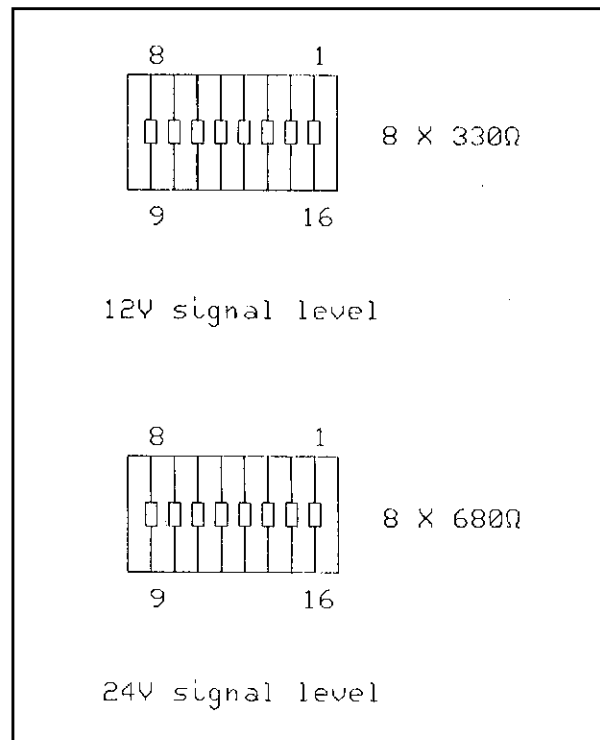 8 1
8 X 330Ω
9 16
12V signal level
8 1
8 X 680Ω
9 16
24V signal level